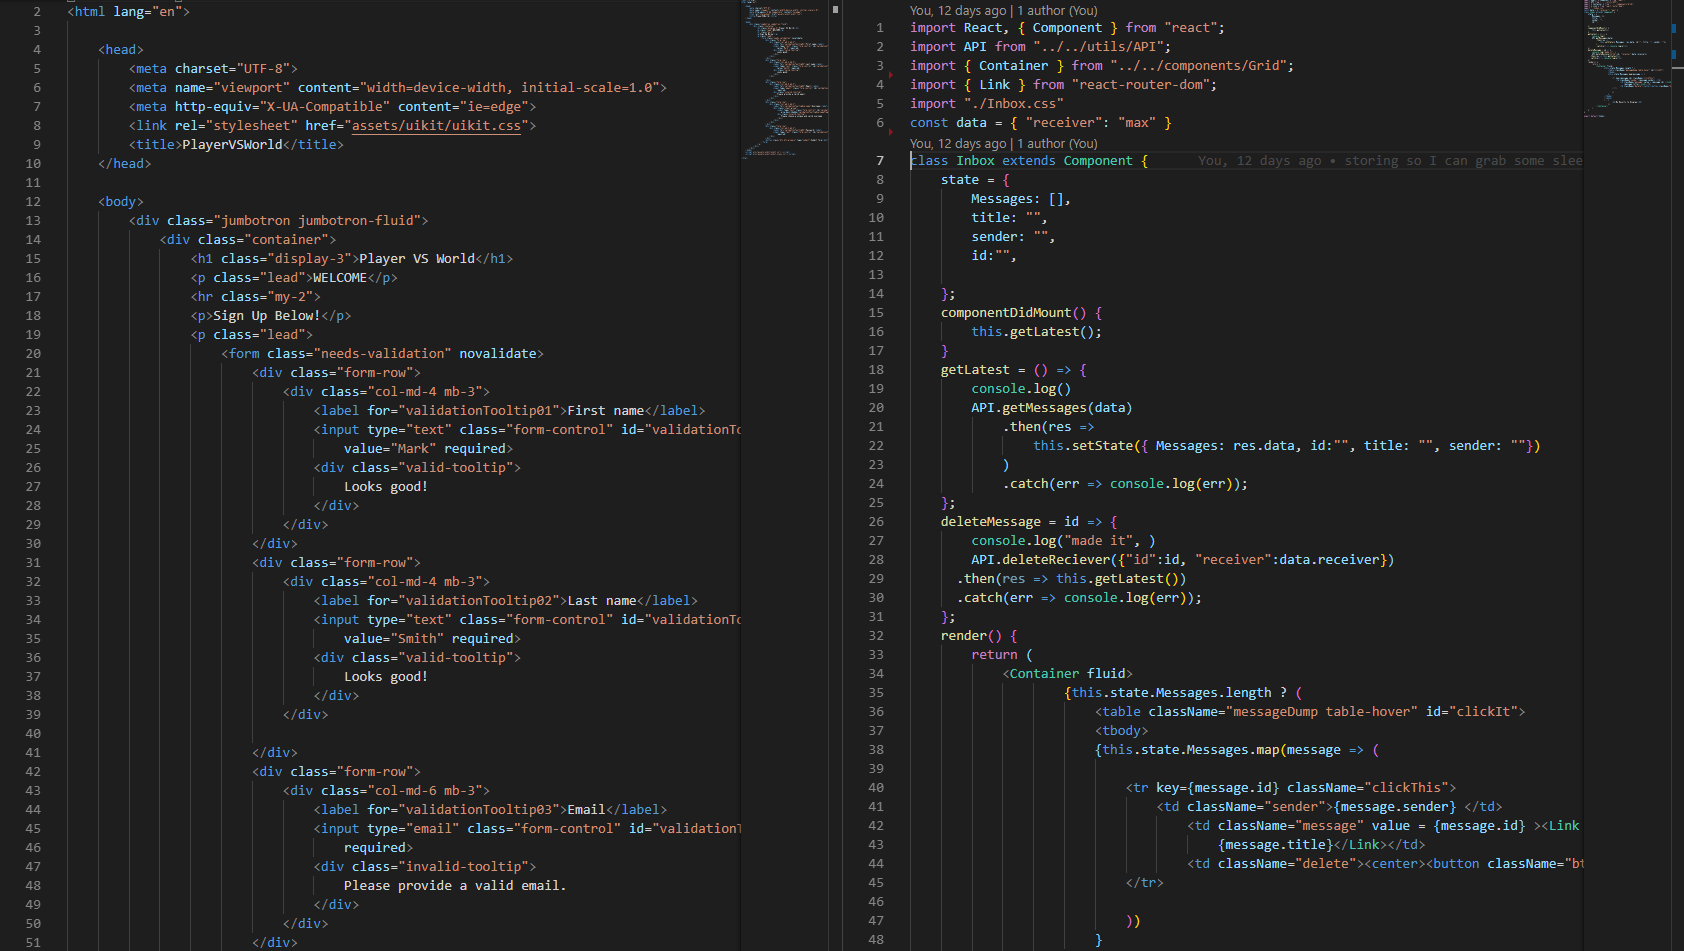 2 <html lang="en">
3
4 <head>
5 <meta charset="UTF-8">
6 <meta name="viewport" content="width=device-width, initial-scale=1.0">
7 <meta http-equiv="X-UA-Compatible" content="ie=edge">
8 <link rel="stylesheet" href="assets/uikit/uikit.css">
9 <title>PlayerVSWorld</title>
10 </head>
11
12 <body>
13 <div class="jumbotron jumbotron-fluid">
14 <div class="container">
15 <h1 class="display-3">Player VS World</h1>
16 <p class="lead">WELCOME</p>
17 <hr class="my-2">
18 <p>Sign Up Below!</p>
19 <p class="lead">
20 <form class="needs-validation" novalidate>
21 <div class="form-row">
22 <div class="col-md-4 mb-3">
23 <label for="validationTooltip01">First name</label>
24 <input type="text" class="form-control" id="validationTo
25 value="Mark" required>
26 <div class="valid-tooltip">
27 Looks good!
28 </div>
29 </div>
30 </div>
31 <div class="form-row">
32 <div class="col-md-4 mb-3">
33 <label for="validationTooltip02">Last name</label>
34 <input type="text" class="form-control" id="validationTo
35 value="Smith" required>
36 <div class="valid-tooltip">
37 Looks good!
38 </div>
39 </div>
40
41 </div>
42 <div class="form-row">
43 <div class="col-md-6 mb-3">
44 <label for="validationTooltip03">Email</label>
45 <input type="email" class="form-control" id="validationT
46 required>
47 <div class="invalid-tooltip">
48 Please provide a valid email.
49 </div>
50 </div>
51 </div>
You, 12 days ago | 1 author (You)
1 import React, { Component } from "react";
2 import API from "../../utils/API";
3 import { Container } from "../../components/Grid";
4 import { Link } from "react-router-dom";
5 import "./Inbox.css"
6 const data = { "receiver": "max" }
You, 12 days ago | 1 author (You)
7 class Inbox extends Component { You, 12 days ago • storing so I can grab some slee
8 state = {
9 Messages: [],
10 title: "",
11 sender: "",
12 id:"",
13
14 };
15 componentDidMount() {
16 this.getLatest();
17 }
18 getLatest = () => {
19 console.log()
20 API.getMessages(data)
21 .then(res =>
22 this.setState({ Messages: res.data, id:"", title: "", sender: ""})
23 )
24 .catch(err => console.log(err));
25 };
26 deleteMessage = id => {
27 console.log("made it", )
28 API.deleteReciever({"id":id, "receiver":data.receiver})
29 .then(res => this.getLatest())
30 .catch(err => console.log(err));
31 };
32 render() {
33 return (
34 <Container fluid>
35 {this.state.Messages.length ? (
36 <table className="messageDump table-hover" id="clickIt">
37 <tbody>
38 {this.state.Messages.map(message => (
39
40 <tr key={message.id} className="clickThis">
41 <td className="sender">{message.sender} </td>
42 <td className="message" value = {message.id} ><Link
43 {message.title}</Link></td>
44 <td className="delete"><center><button className="bt
45 </tr>
46
47 ))
48 }